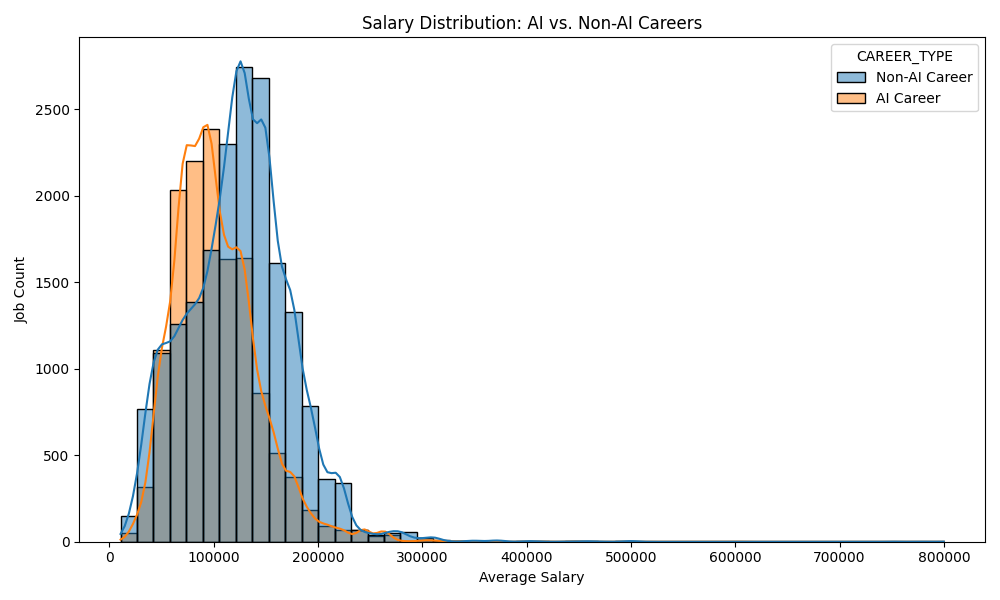 Salary Distribution: AI vs. Non-AI Careers
CAREER_TYPE
Non-AI Career
AI Career
Job Count
2500
2000
1500
1000
500
0
0
100000
200000
300000
400000
500000
600000
700000
800000
Average Salary